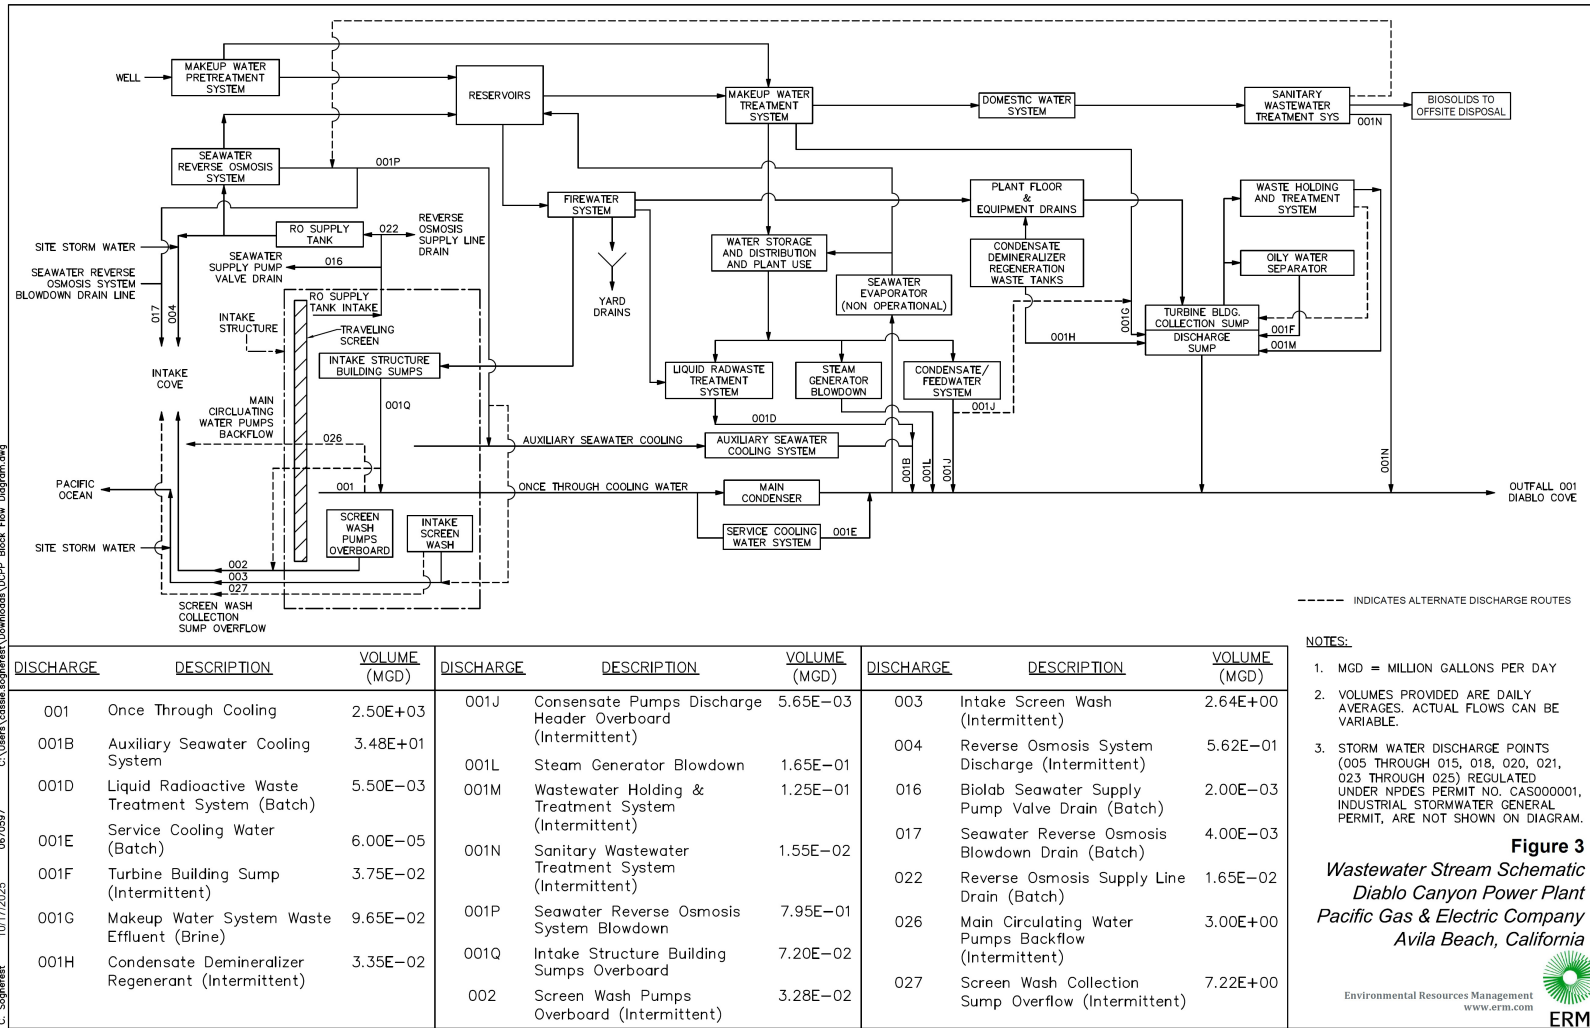 WELL
MAKEUP WATER
PRETREATMENT
SYSTEM
RESERVOIRS
MAKEUP WATER
TREATMENT
SYSTEM
DOMESTIC WATER
SYSTEM
SANITARY
WASTEWATER
TREATMENT SYS
BIOSOLIDS TO
OFFSITE DISPOSAL
001N
SEAWATER
REVERSE OSMOSIS
SYSTEM
001P
FIREWATER
SYSTEM
PLANT FLOOR
&
EQUIPMENT DRAINS
WASTE HOLDING
AND TREATMENT
SYSTEM
RO SUPPLY
TANK
022
REVERSE
OSMOSIS
SUPPLY LINE
DRAIN
SITE STORM WATER
SEAWATER
SUPPLY PUMP
VALVE DRAIN
016
SEAWATER REVERSE
OSMOSIS SYSTEM
BLOWDOWN DRAIN LINE
017
004
WATER STORAGE
AND DISTRIBUTION
AND PLANT USE
CONDENSATE
DEMINERALIZER
REGENERATION
WASTE TANKS
OILY WATER
SEPARATOR
SEAWATER
EVAPORATOR
(NON OPERATIONAL)
YARD
DRAINS
RO SUPPLY
TANK INTAKE
INTAKE
STRUCTURE
TRAVELING
SCREEN
001G
TURBINE BLDG.
COLLECTION SUMP
DISCHARGE
SUMP
001F
001M
001H
INTAKE
COVE
INTAKE STRUCTURE
BUILDING SUMPS
LIQUID RADWASTE
TREATMENT
SYSTEM
STEAM
GENERATOR
BLOWDOWN
CONDENSATE/
FEEDWATER
SYSTEM
001J
001Q
001D
MAIN
CIRCLUATING
WATER PUMPS
BACKFLOW
026
AUXILIARY SEAWATER COOLING
AUXILIARY SEAWATER
COOLING SYSTEM
001B
001L
001J
001N
PACIFIC
OCEAN
001
ONCE THROUGH COOLING WATER
MAIN
CONDENSER
OUTFALL 001
DIABLO COVE
SCREEN
WASH
PUMPS
OVERBOARD
INTAKE
SCREEN
WASH
SERVICE COOLING
WATER SYSTEM
001E
SITE STORM WATER
002
003
027
SCREEN WASH
COLLECTION
SUMP OVERFLOW
INDICATES ALTERNATE DISCHARGE ROUTES
DISCHARGE DESCRIPTION VOLUME
(MGD)
001 Once Through Cooling 2.50E+03
001B Auxiliary Seawater Cooling 3.48E+01
System
001D Liquid Radioactive Waste 5.50E-03
Treatment System (Batch)
001E Service Cooling Water 6.00E-05
(Batch)
001F Turbine Building Sump 3.75E-02
(Intermittent)
001G Makeup Water System Waste 9.65E-02
Effluent (Brine)
001H Condensate Demineralizer 3.35E-02
Regenerant (Intermittent)
DISCHARGE DESCRIPTION VOLUME
(MGD)
001J Consensate Pumps Discharge 5.65E-03
Header Overboard
(Intermittent)
001L Steam Generator Blowdown 1.65E-01
001M Wastewater Holding & 1.25E-01
Treatment System
(Intermittent)
001N Sanitary Wastewater 1.55E-02
Treatment System
(Intermittent)
001P Seawater Reverse Osmosis 7.95E-01
System Blowdown
001Q Intake Structure Building 7.20E-02
Sumps Overboard
002 Screen Wash Pumps 3.28E-02
Overboard (Intermittent)
DISCHARGE DESCRIPTION VOLUME
(MGD)
003 Intake Screen Wash 2.64E+00
(Intermittent)
004 Reverse Osmosis System 5.62E-01
Discharge (Intermittent)
016 Biolab Seawater Supply 2.00E-03
Pump Valve Drain (Batch)
017 Seawater Reverse Osmosis 4.00E-03
Blowdown Drain (Batch)
022 Reverse Osmosis Supply Line 1.65E-02
Drain (Batch)
026 Main Circulating Water 3.00E+00
Pumps Backflow
(Intermittent)
027 Screen Wash Collection 7.22E+00
Sump Overflow (Intermittent)
NOTES:
1. MGD = MILLION GALLONS PER DAY
2. VOLUMES PROVIDED ARE DAILY
AVERAGES. ACTUAL FLOWS CAN BE
VARIABLE.
3. STORM WATER DISCHARGE POINTS
(005 THROUGH 015, 018, 020, 021,
023 THROUGH 025) REGULATED
UNDER NPDES PERMIT NO. CAS000001,
INDUSTRIAL STORMWATER GENERAL
PERMIT, ARE NOT SHOWN ON DIAGRAM.
Figure 3
Wastewater Stream Schematic
Diablo Canyon Power Plant
Pacific Gas & Electric Company
Avila Beach, California
Environmental Resources Management
www.erm.com
ERM